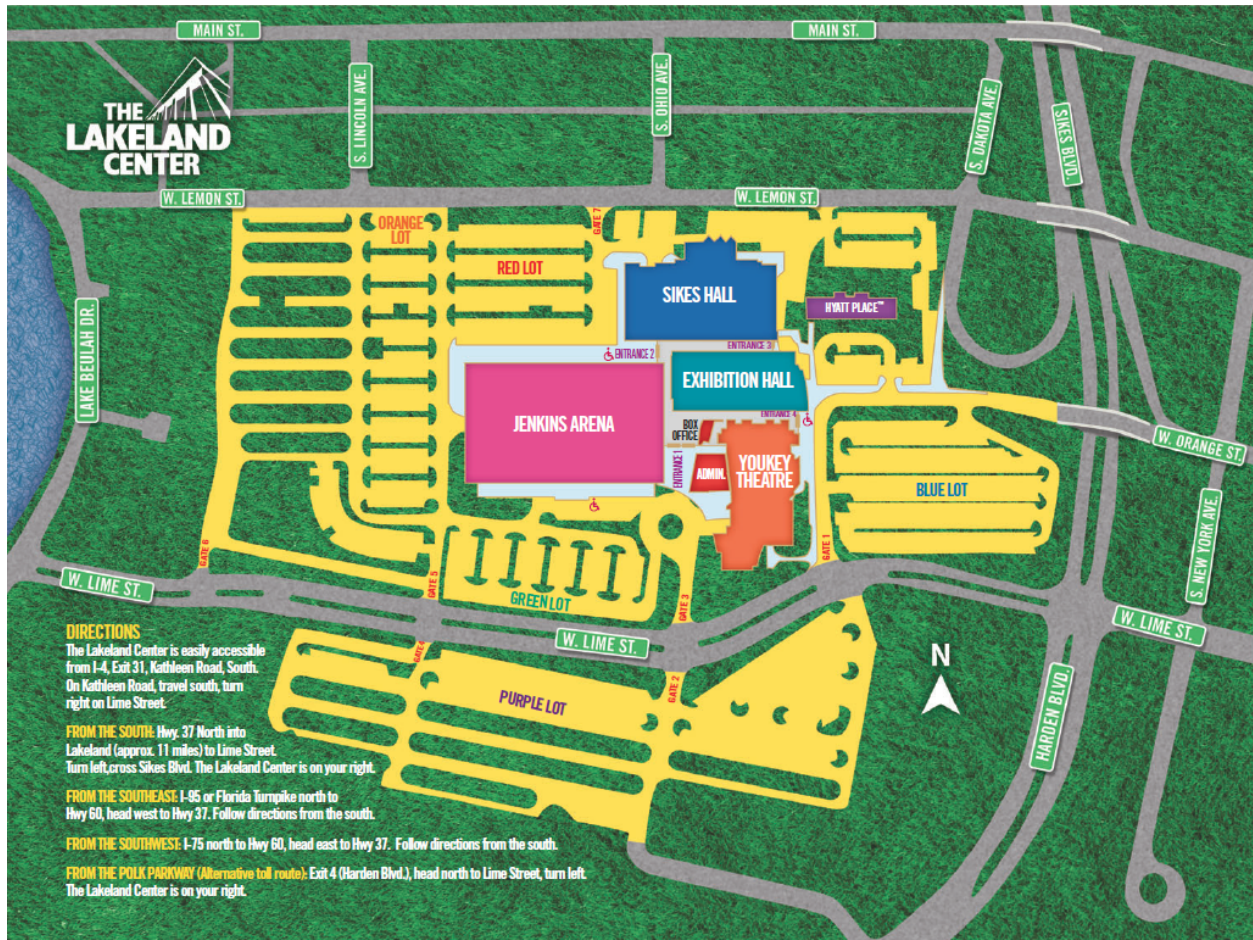 MAIN ST.
MAIN ST.
THE
LAKELAND
CENTER
S. LINCOLN AVE.
S. OHIO AVE.
S. DAKOTA AVE.
SIKES BLVD.
W. LEMON ST.
W. LEMON ST.
ORANGE
LOT
GATE 7
RED LOT
SIKES HALL
HYATT PLACE™
LAKE BEULAH DR.
ENTRANCE 2
ENTRANCE 3
EXHIBITION HALL
JENKINS ARENA
ENTRANCE 4
BOX
OFFICE
W. ORANGE ST.
ENTRANCE 1
ADMIN.
YOUKEY
THEATRE
BLUE LOT
S. NEW YORK AVE.
GATE 6
GATE 1
W. LIME ST.
GATE 5
GREEN LOT
GATE 3
W. LIME ST.
W. LIME ST.
GATE 4
GATE 2
PURPLE LOT
N
HARDEN BLVD.
DIRECTIONS
The Lakeland Center is easily accessible
from I-4, Exit 31, Kathleen Road, South.
On Kathleen Road, travel south, turn
right on Lime Street.
FROM THE SOUTH: Hwy. 37 North into
Lakeland (approx. 11 miles) to Lime Street.
Turn left,cross Sikes Blvd. The Lakeland Center is on your right.
FROM THE SOUTHEAST: I-95 or Florida Turnpike north to
Hwy 60, head west to Hwy 37. Follow directions from the south.
FROM THE SOUTHWEST: I-75 north to Hwy 60, head east to Hwy 37. Follow directions from the south.
FROM THE POLK PARKWAY (Alternative toll route): Exit 4 (Harden Blvd.), head north to Lime Street, turn left.
The Lakeland Center is on your right.